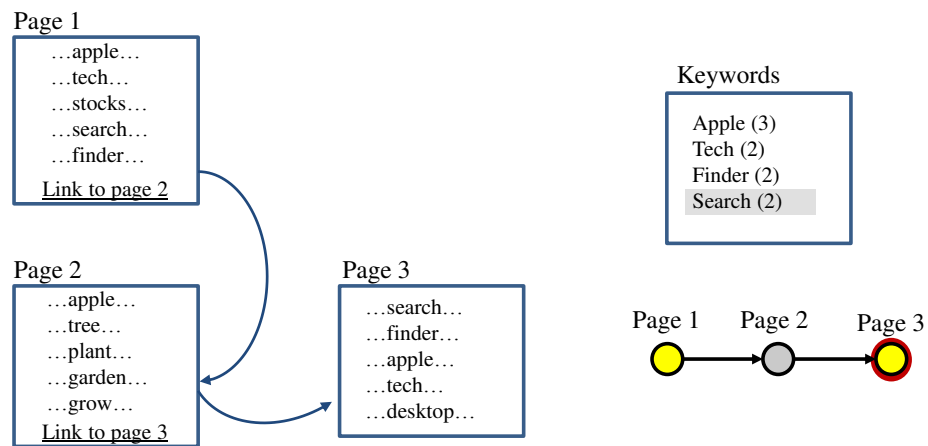 Page 1
…apple…
…tech…
…stocks…
…search…
…finder…
Link to page 2
Page 2
…apple…
…tree…
…plant…
…garden…
…grow…
Link to page 3
Page 3
…search…
…finder…
…apple…
…tech…
…desktop…
Keywords
Apple (3)
Tech (2)
Finder (2)
Search (2)
Page 1 Page 2 Page 3